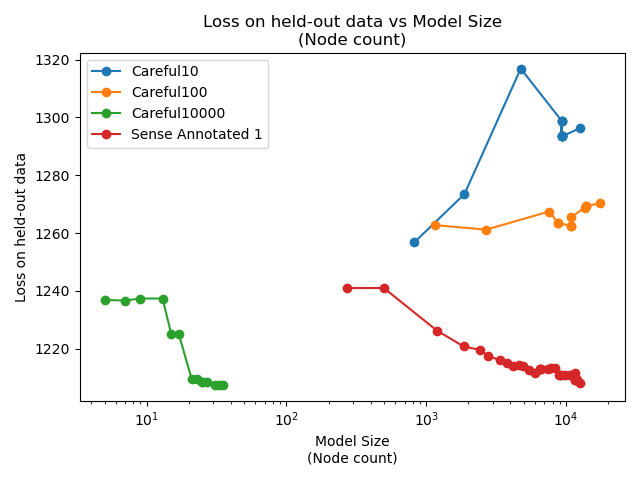 Loss on held-out data vs Model Size
(Node count)
Careful10
Careful100
Careful10000
Sense Annotated 1
Loss on held-out data
1320
1300
1280
1260
1240
1220
10¹
10²
10³
10⁴
Model Size
(Node count)